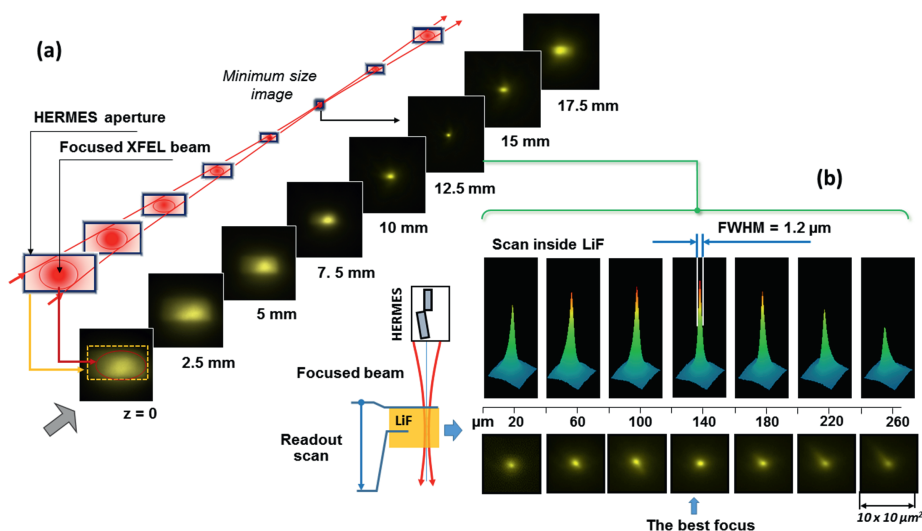 (a)
Minimum size
image
HERMES aperture
Focused XFEL beam
17.5 mm
15 mm
12.5 mm
10 mm
7. 5 mm
5 mm
2.5 mm
z = 0
(b)
FWHM = 1.2 µm
Scan inside LiF
HERMES
Focused beam
LiF
Readout
scan
µm 20 60 100 140 180 220 260
10 x 10 µm²
The best focus